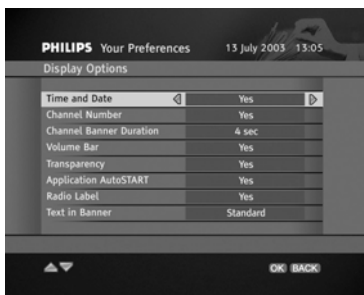 PHILIPS Your Preferences 13 July 2003 13:05
Display Options
Time and Date Yes
Channel Number Yes
Channel Banner Duration 4 sec
Volume Bar Yes
Transparency Yes
Application AutoSTART Yes
Radio Label Yes
Text in Banner Standard
OK BACK